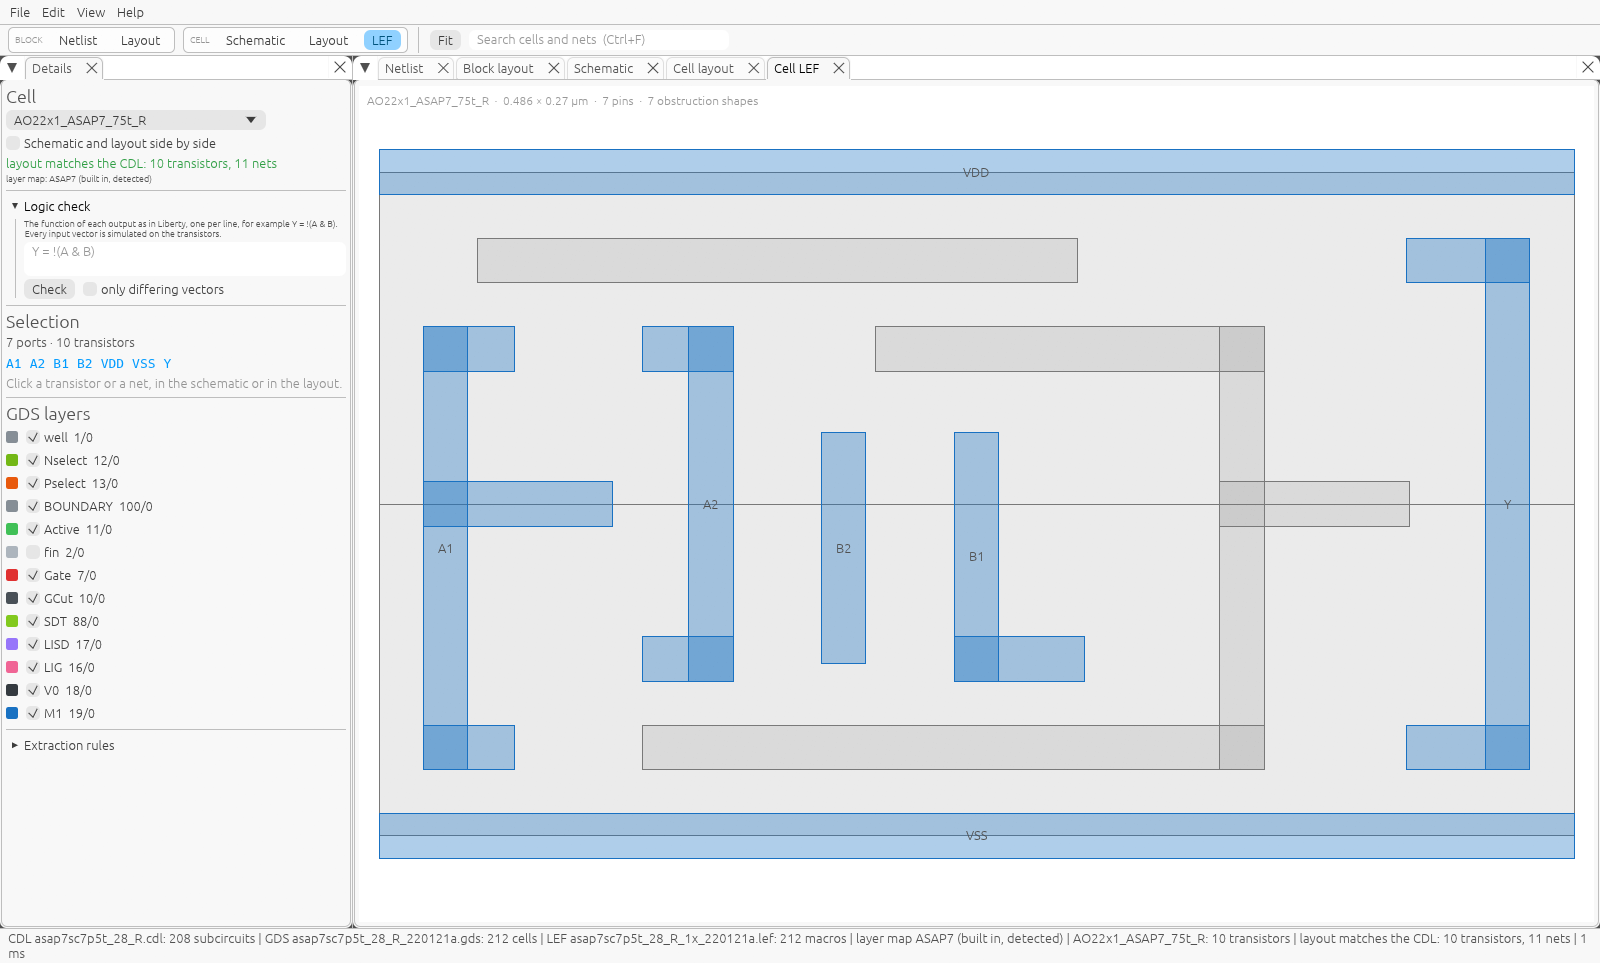 File Edit View Help
BLOCK Netlist Layout CELL Schematic Layout LEF Fit Search cells and nets (Ctrl+F)
Details
Netlist Block layout Schematic Cell layout Cell LEF
Cell
AO22x1_ASAP7_75t_R
Schematic and layout side by side
layout matches the CDL: 10 transistors, 11 nets
layer map: ASAP7 (built in, detected)
Logic check
The function of each output as in Liberty, one per line, for example Y = !(A & B).
Every input vector is simulated on the transistors.
Y = !(A & B)
Check only differing vectors
Selection
7 ports · 10 transistors
A1 A2 B1 B2 VDD VSS Y
Click a transistor or a net, in the schematic or in the layout.
GDS layers
well 1/0
Nselect 12/0
Pselect 13/0
BOUNDARY 100/0
Active 11/0
fin 2/0
Gate 7/0
GCut 10/0
SDT 88/0
LISD 17/0
LIG 16/0
V0 18/0
M1 19/0
Extraction rules
AO22x1_ASAP7_75t_R · 0.486 × 0.27 µm · 7 pins · 7 obstruction shapes
VDD
A2
Y
A1
B2
B1
VSS
CDL asap7sc7p5t_28_R.cdl: 208 subcircuits | GDS asap7sc7p5t_28_R_220121a.gds: 212 cells | LEF asap7sc7p5t_28_R_1x_220121a.lef: 212 macros | layer map ASAP7 (built in, detected) | AO22x1_ASAP7_75t_R: 10 transistors | layout matches the CDL: 10 transistors, 11 nets | 1
ms